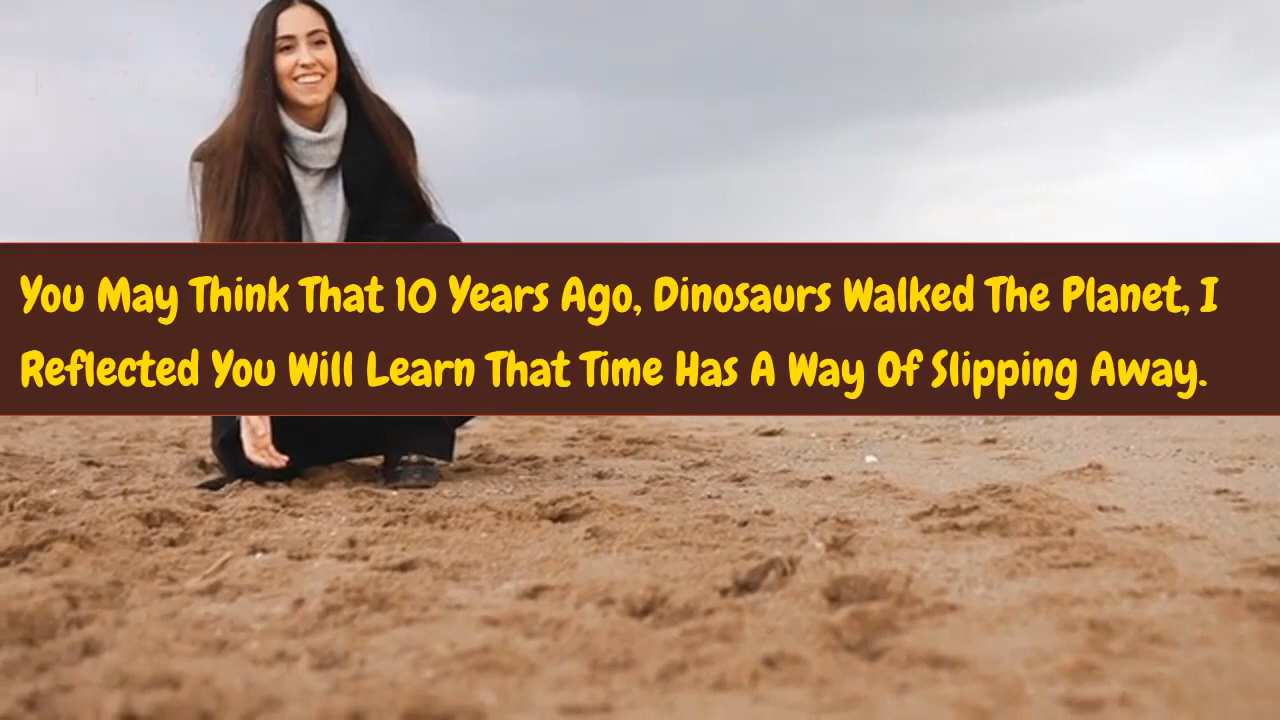 You May Think That 10 Years Ago, Dinosaurs Walked The Planet, I
Reflected You Will Learn That Time Has A Way Of Slipping Away.